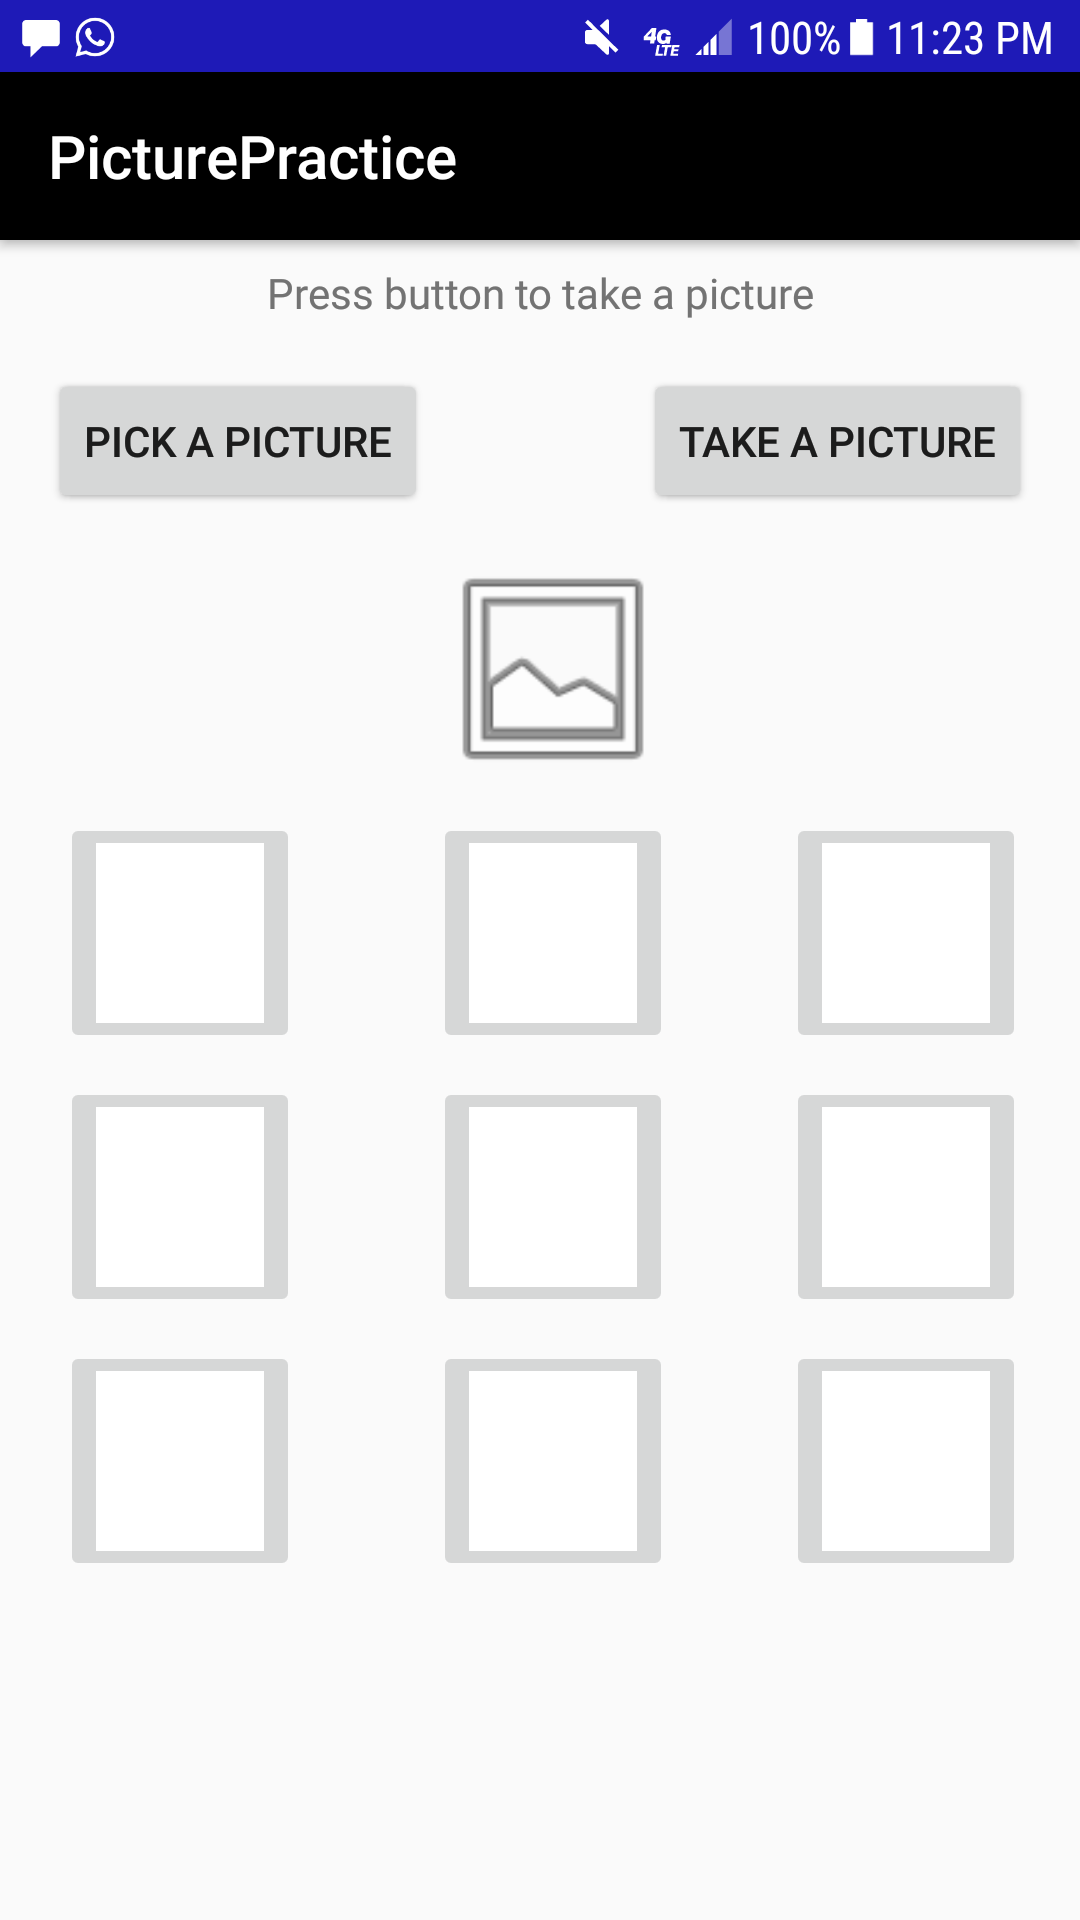 4G LTE 100% 11:23 PM
PicturePractice
Press button to take a picture
PICK A PICTURE TAKE A PICTURE